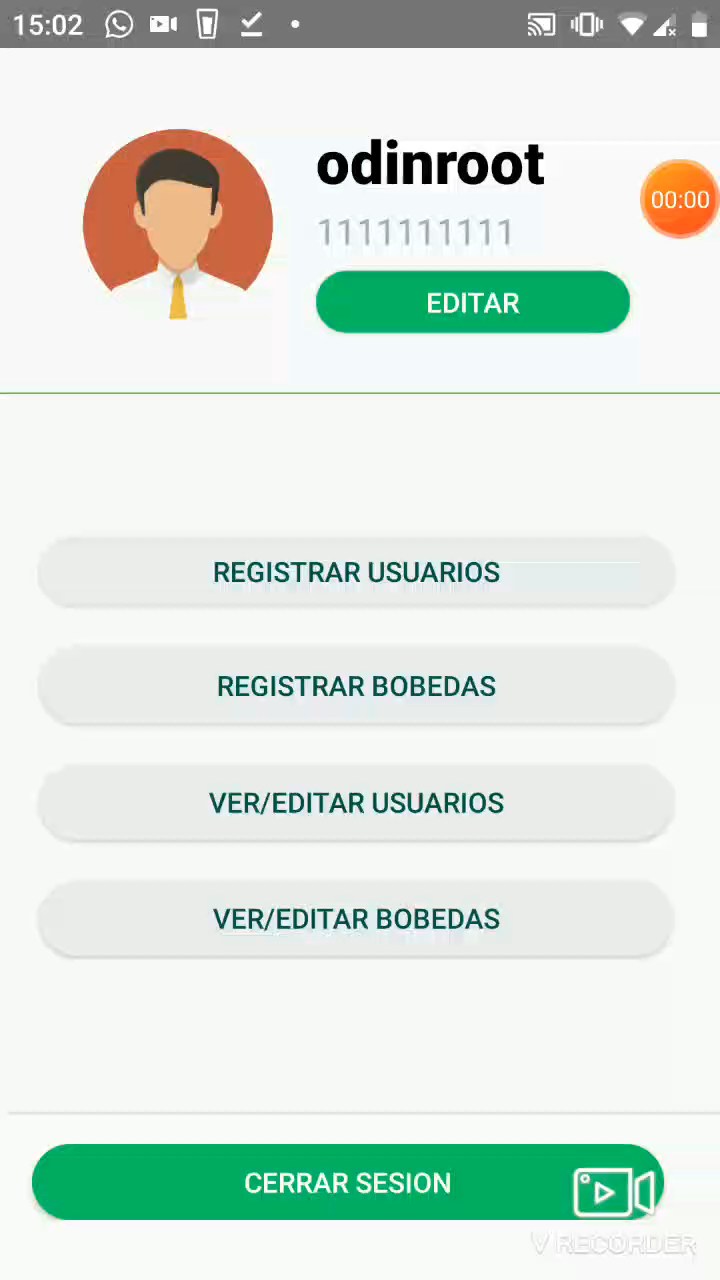 15:02
odinroot
00:00
1111111111
EDITAR
REGISTRAR USUARIOS
REGISTRAR BOBEDAS
VER/EDITAR USUARIOS
VER/EDITAR BOBEDAS
CERRAR SESION
V RECORDER